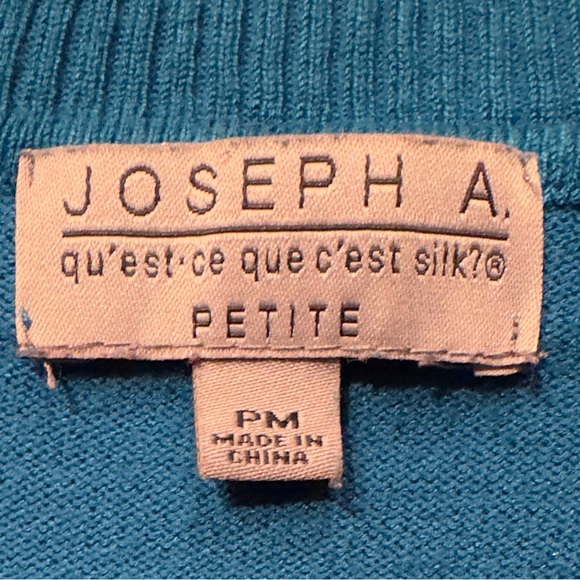 JOSEPH A.
qu'est·ce que c'est silk?®
PETITE
PM
MADE IN
CHINA